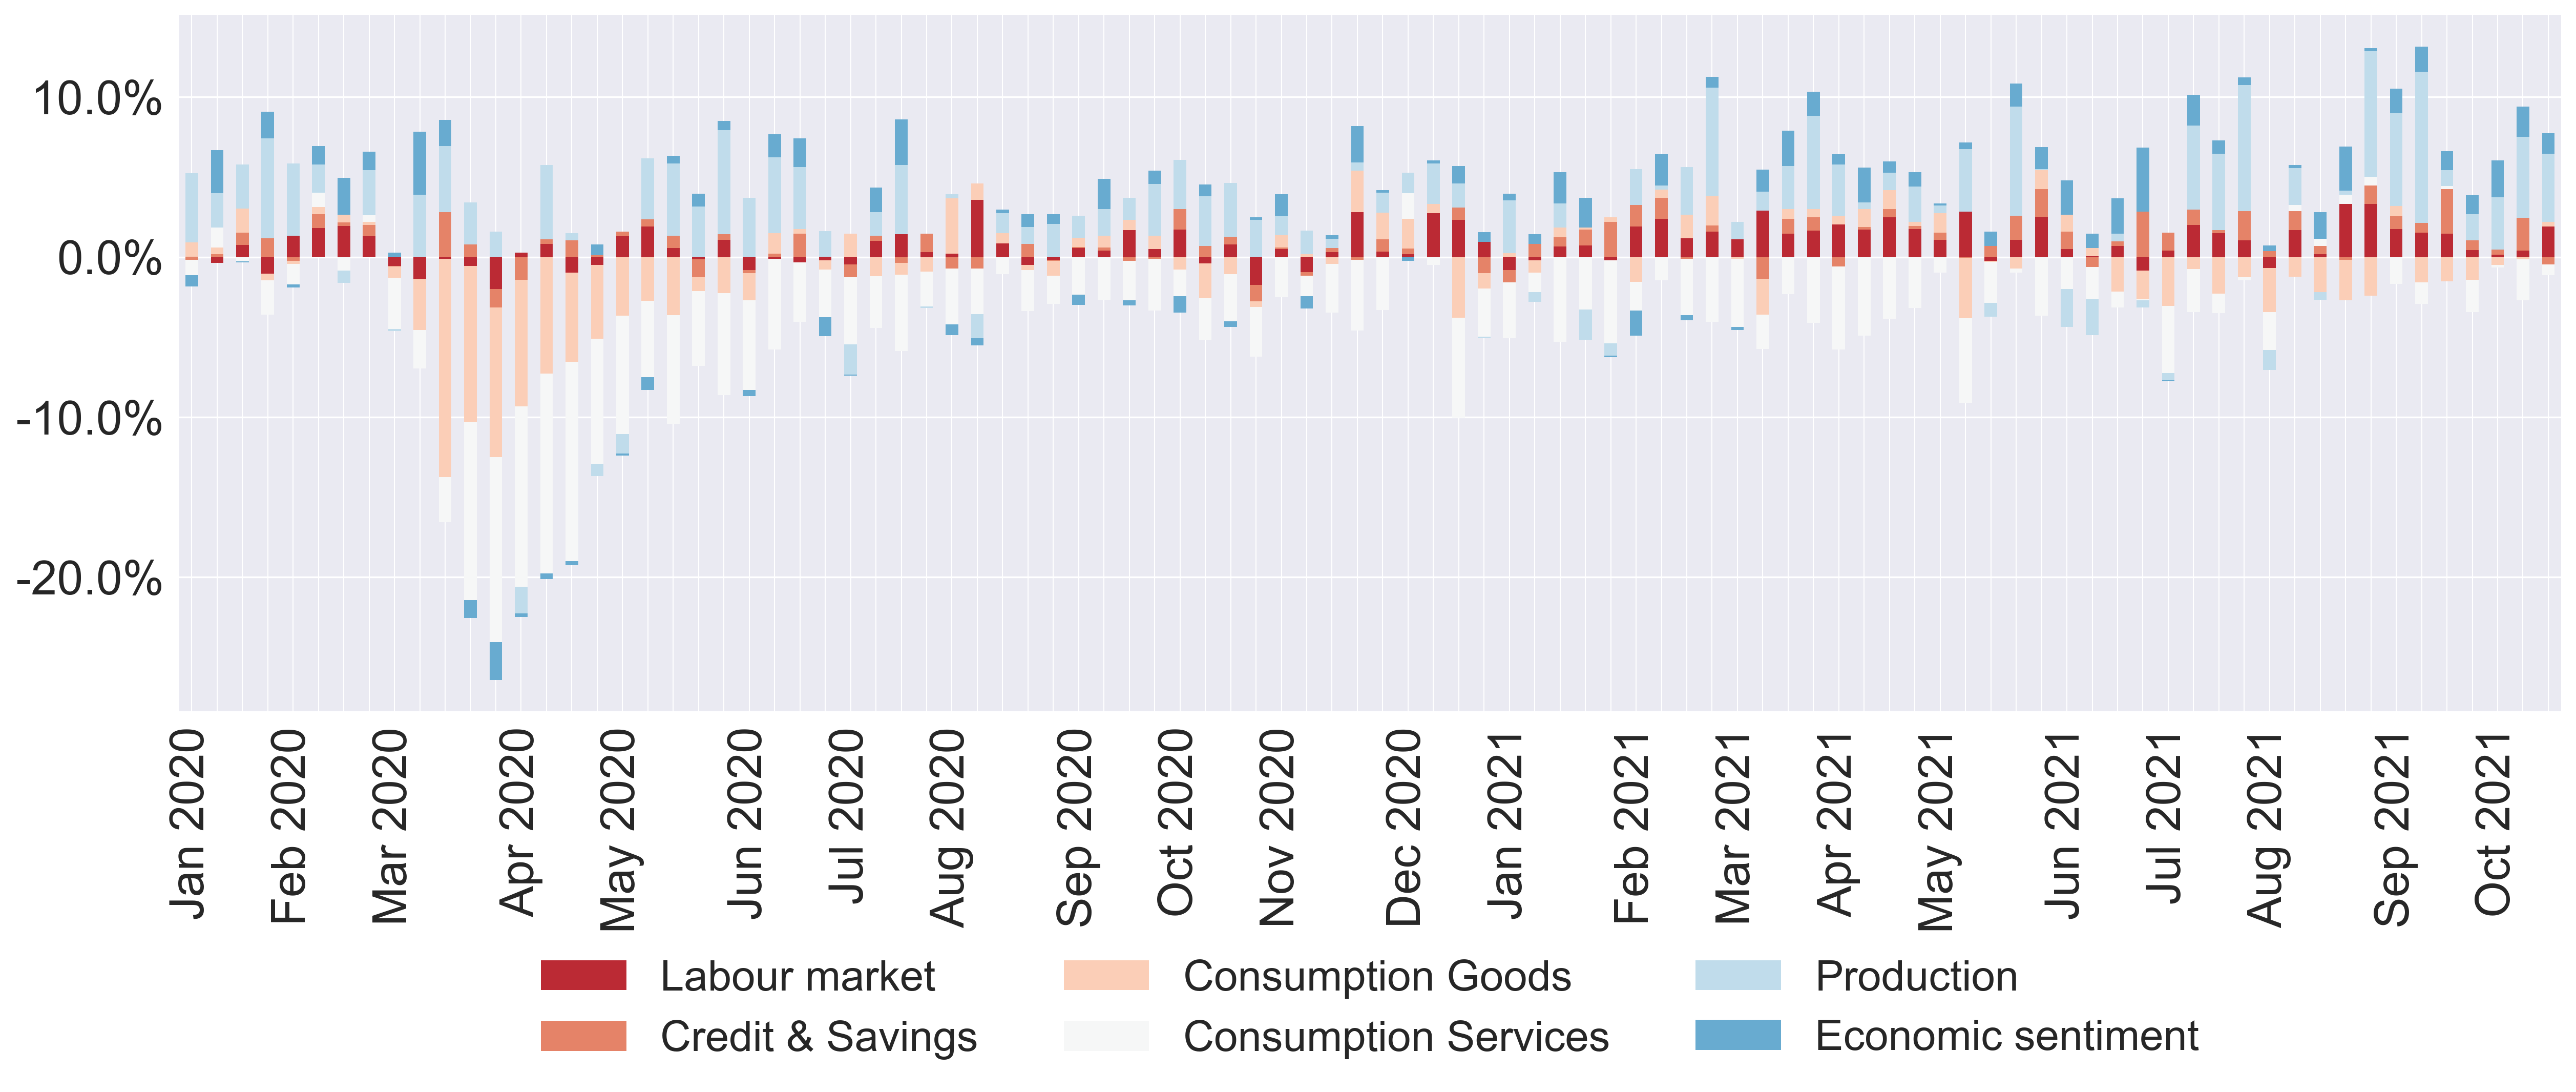 10.0%
0.0%
-10.0%
-20.0%
Jan 2020
Feb 2020
Mar 2020
Apr 2020
May 2020
Jun 2020
Jul 2020
Aug 2020
Sep 2020
Oct 2020
Nov 2020
Dec 2020
Jan 2021
Feb 2021
Mar 2021
Apr 2021
May 2021
Jun 2021
Jul 2021
Aug 2021
Sep 2021
Oct 2021
Labour market
Consumption Goods
Production
Credit & Savings
Consumption Services
Economic sentiment